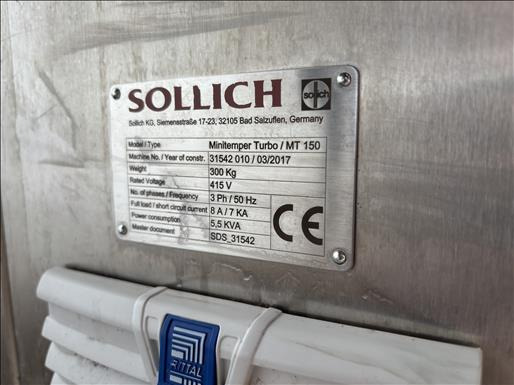 SOLLICH
sollich
Sollich KG, Siemensstraße 17-23, 32105 Bad Salzuflen, Germany
Model / Type Minitemper Turbo / MT 150
Machine No. / Year of constr. 31542 010 / 03/2017
Weight 300 Kg
Rated Voltage 415 V
No. of phases / Frequency 3 Ph / 50 Hz
Full load / short circuit current 8 A / 7 KA
Power consumption 5,5 KVA
Master document SDS_31542
CE
RITTAL